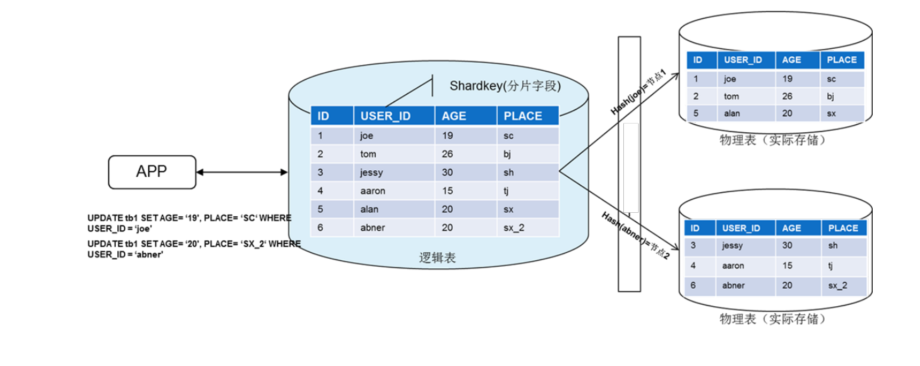 Shardkey(分片字段)
ID USER_ID AGE PLACE
1 joe 19 sc
2 tom 26 bj
3 jessy 30 sh
4 aaron 15 tj
5 alan 20 sx
6 abner 20 sx_2
逻辑表
APP
UPDATE tb1 SET AGE= ‘19’, PLACE= ‘SC‘ WHERE
USER_ID = ‘joe’
UPDATE tb1 SET AGE= ‘20’, PLACE= ‘SX_2‘ WHERE
USER_ID = ‘abner’
Hash(joe)=节点1
Hash(abner)=节点2
ID USER_ID AGE PLACE
1 joe 19 sc
2 tom 26 bj
5 alan 20 sx
物理表（实际存储）
ID USER_ID AGE PLACE
3 jessy 30 sh
4 aaron 15 tj
6 abner 20 sx_2
物理表（实际存储）